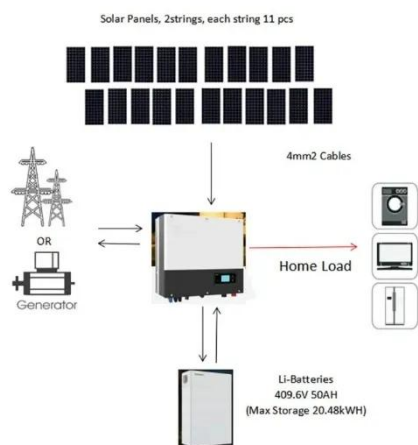 Solar Panels, 2strings, each string 11 pcs
4mm2 Cables
OR
Generator
Home Load
Li-Batteries
409.6V 50AH
(Max Storage 20.48kWH)